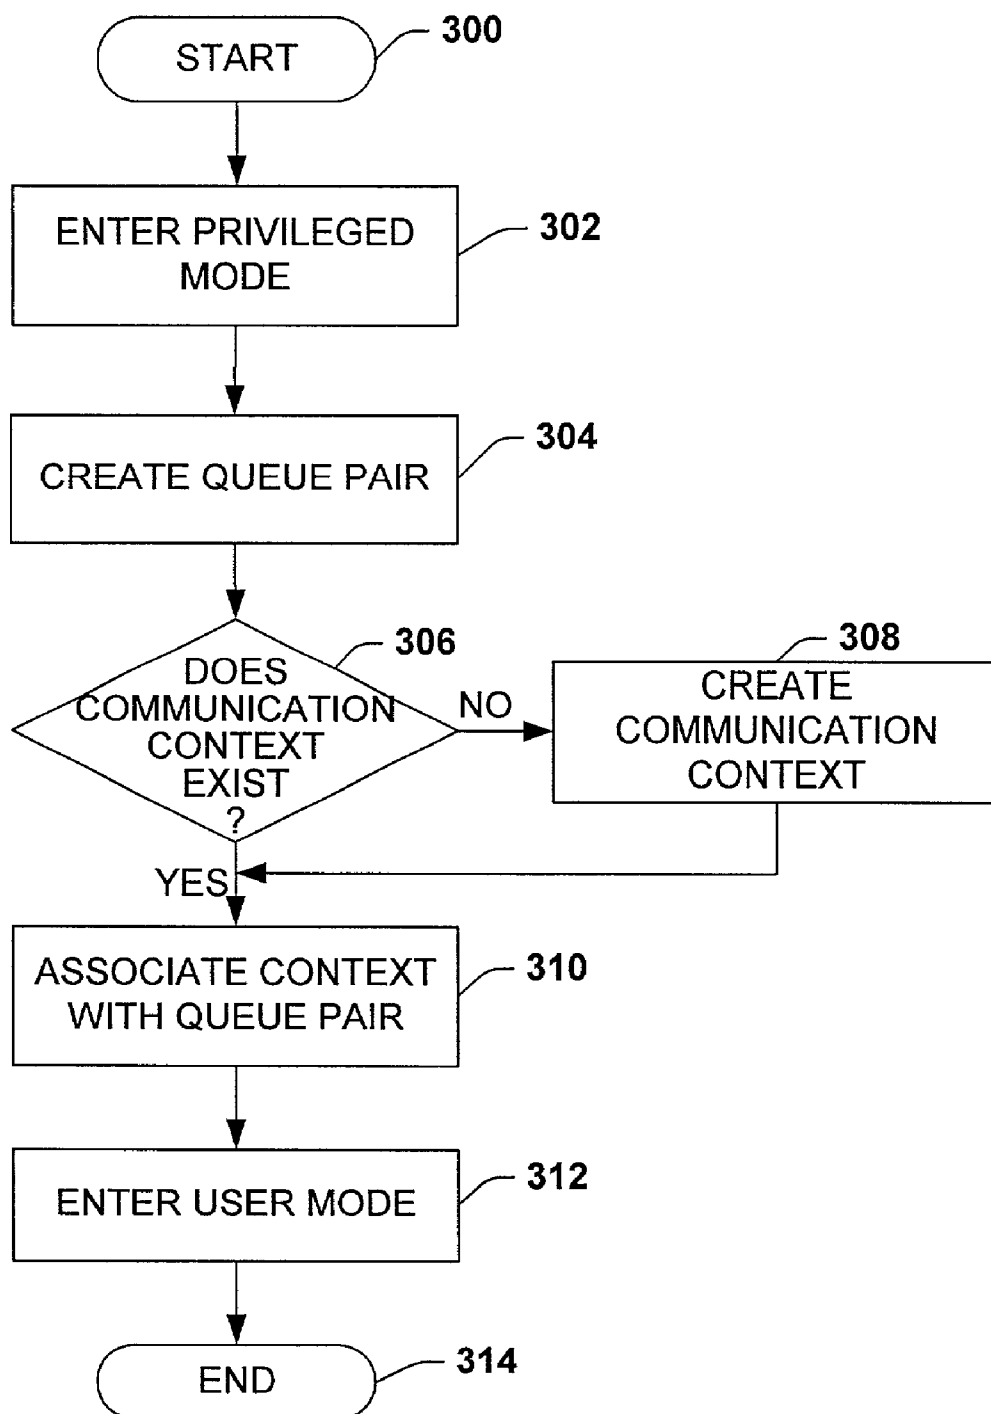 START
300
ENTER PRIVILEGED
MODE
302
CREATE QUEUE PAIR
304
DOES
COMMUNICATION
CONTEXT
EXIST
?
306
NO
CREATE
COMMUNICATION
CONTEXT
308
YES
ASSOCIATE CONTEXT
WITH QUEUE PAIR
310
ENTER USER MODE
312
END
314